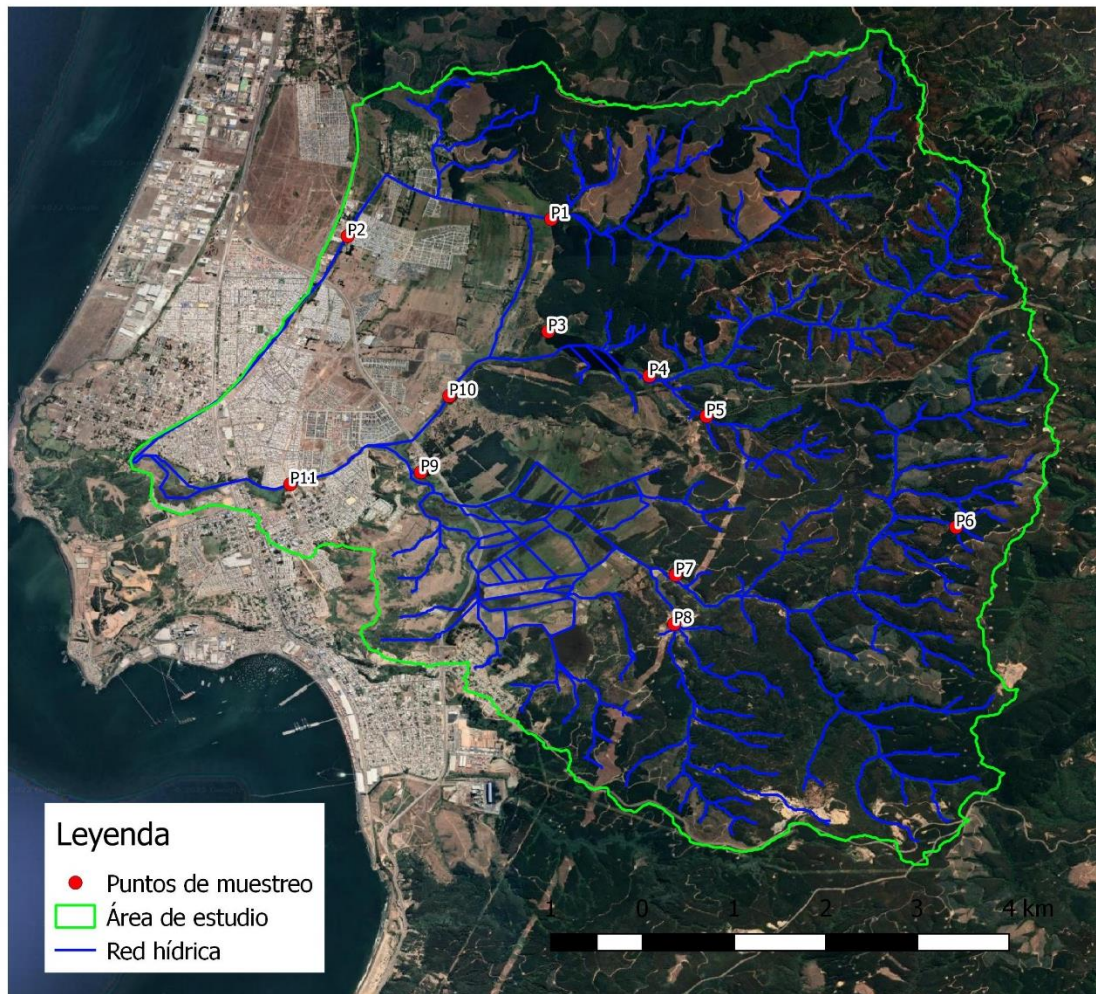 P1
P2
P3
P4
P10
P5
P9
P11
P6
P7
P8
Leyenda
Puntos de muestreo
Área de estudio
Red hídrica
1 0 1 2 3 4 km